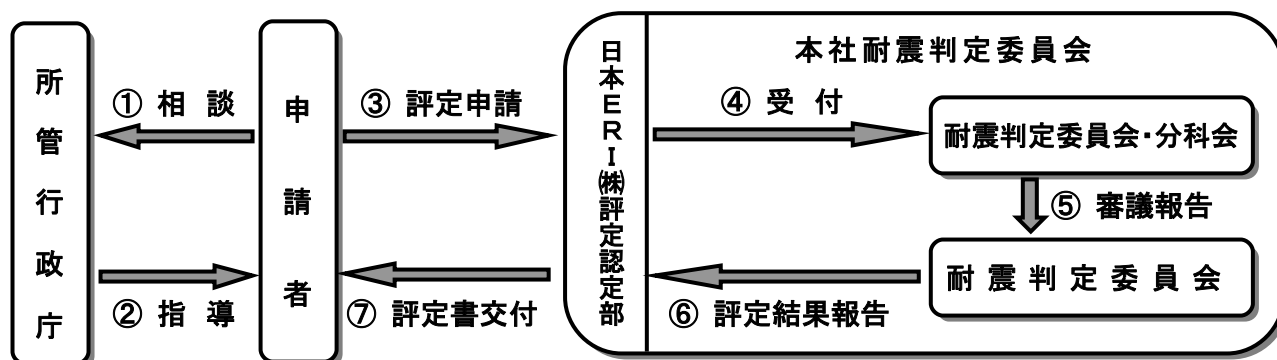 所管行政庁
① 相 談
② 指 導
申請者
③ 評定申請
⑦ 評定書交付
日本ERI㈱評定認定部
本社耐震判定委員会
④ 受 付
耐震判定委員会・分科会
⑤ 審議報告
耐震判定委員会
⑥ 評定結果報告